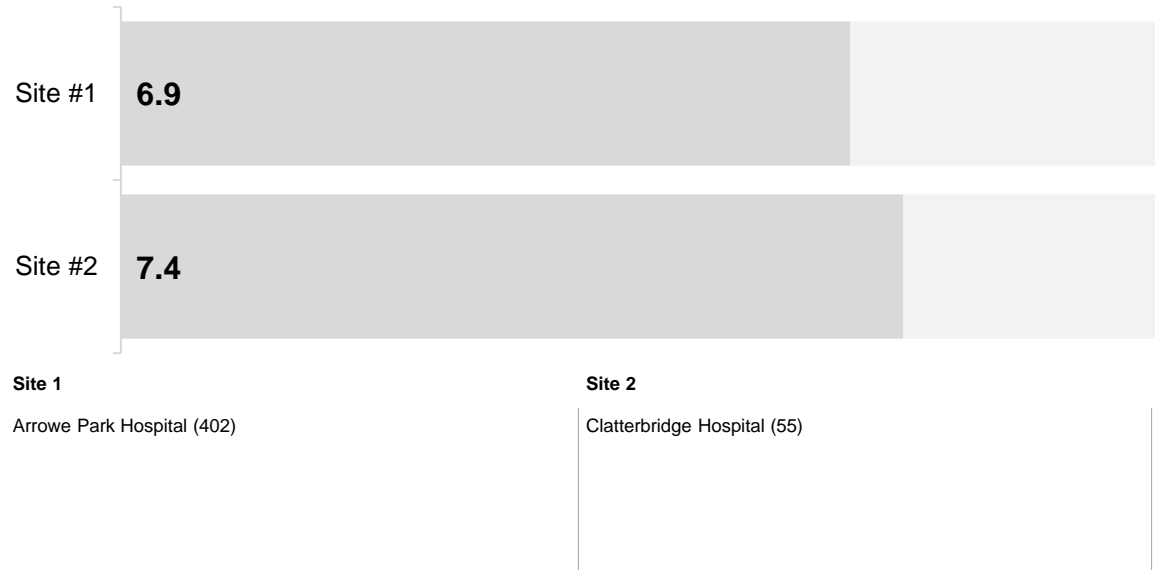 Site #1 6.9
Site #2 7.4
Site 1 Site 2
Arrowe Park Hospital (402) Clatterbridge Hospital (55)